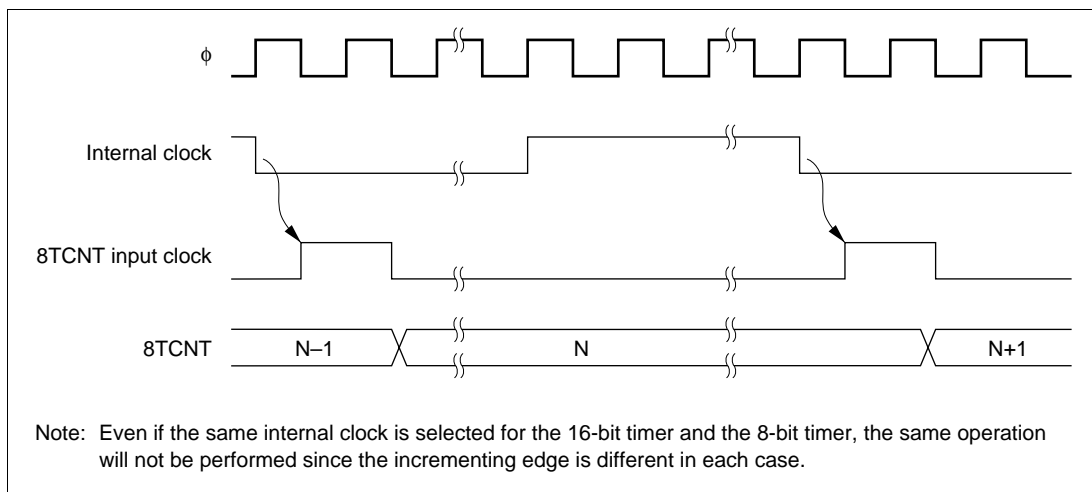 ϕ
Internal clock
8TCNT input clock
8TCNT
N–1
N
N+1
Note: Even if the same internal clock is selected for the 16-bit timer and the 8-bit timer, the same operation
will not be performed since the incrementing edge is different in each case.